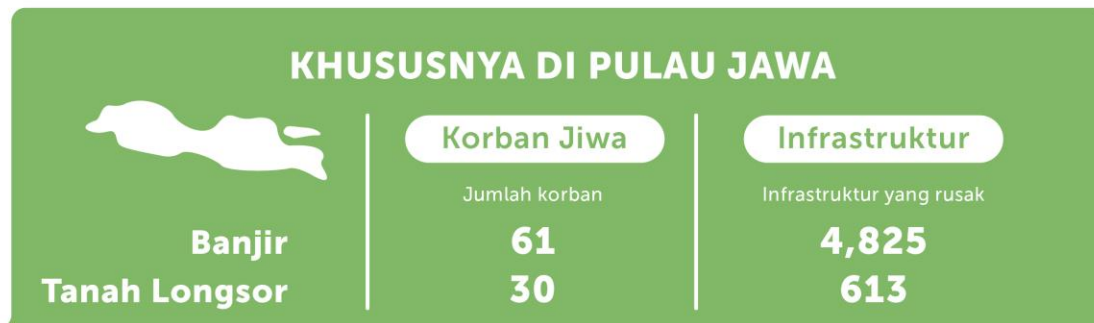 KHUSUSNYA DI PULAU JAWA
Korban Jiwa Infrastruktur
Jumlah korban Infrastruktur yang rusak
Banjir 61 4,825
Tanah Longsor 30 613